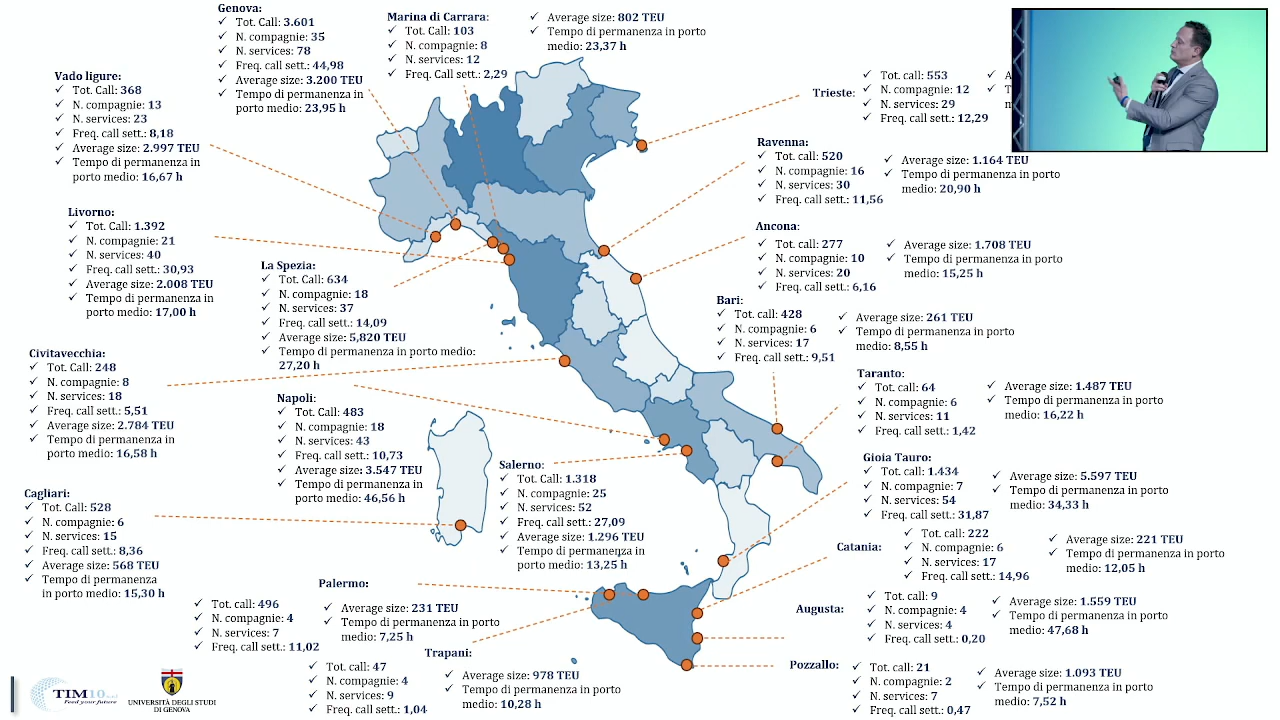 Genova:
✓ Tot. Call: 3.601
✓ N. compagnie: 35
✓ N. services: 78
✓ Freq. call sett.: 44,98
✓ Average size: 3.200 TEU
✓ Tempo di permanenza in
porto medio: 23,95 h
Marina di Carrara:
✓ Tot. Call: 103
✓ N. compagnie: 8
✓ N. services: 12
✓ Freq. Call sett.: 2,29
✓ Average size: 802 TEU
✓ Tempo di permanenza in porto
medio: 23,37 h
Vado ligure:
✓ Tot. Call: 368
✓ N. compagnie: 13
✓ N. services: 23
✓ Freq. call sett.: 8,18
✓ Average size: 2.997 TEU
✓ Tempo di permanenza in
porto medio: 16,67 h
Trieste:
✓ Tot. call: 553
✓ N. compagnie: 12
✓ N. services: 29
✓ Freq. call sett.: 12,29
Ravenna:
✓ Tot. call: 520
✓ N. compagnie: 16
✓ N. services: 30
✓ Freq. call sett.: 11,56
✓ Average size: 1.164 TEU
✓ Tempo di permanenza in porto
medio: 20,90 h
Livorno:
✓ Tot. Call: 1.392
✓ N. compagnie: 21
✓ N. services: 40
✓ Freq. call sett.: 30,93
✓ Average size: 2.008 TEU
✓ Tempo di permanenza in
porto medio: 17,00 h
Ancona:
✓ Tot. call: 277
✓ N. compagnie: 10
✓ N. services: 20
✓ Freq. call sett.: 6,16
✓ Average size: 1.708 TEU
✓ Tempo di permanenza in porto
medio: 15,25 h
La Spezia:
✓ Tot. Call: 634
✓ N. compagnie: 18
✓ N. services: 37
✓ Freq. call sett.: 14,09
✓ Average size: 5,820 TEU
✓ Tempo di permanenza in porto medio:
27,20 h
Bari:
✓ Tot. call: 428
✓ N. compagnie: 6
✓ N. services: 17
✓ Freq. call sett.: 9,51
✓ Average size: 261 TEU
✓ Tempo di permanenza in porto
medio: 8,55 h
Civitavecchia:
✓ Tot. Call: 248
✓ N. compagnie: 8
✓ N. services: 18
✓ Freq. call sett.: 5,51
✓ Average size: 2.784 TEU
✓ Tempo di permanenza in
porto medio: 16,58 h
Taranto:
✓ Tot. call: 64
✓ N. compagnie: 6
✓ N. services: 11
✓ Freq. call sett.: 1,42
✓ Average size: 1.487 TEU
✓ Tempo di permanenza in porto
medio: 16,22 h
Napoli:
✓ Tot. Call: 483
✓ N. compagnie: 18
✓ N. services: 43
✓ Freq. call sett.: 10,73
✓ Average size: 3.547 TEU
✓ Tempo di permanenza in
porto medio: 46,56 h
Salerno:
✓ Tot. Call: 1.318
✓ N. compagnie: 25
✓ N. services: 52
✓ Freq. call sett.: 27,09
✓ Average size: 1.296 TEU
✓ Tempo di permanenza in
porto medio: 13,25 h
Gioia Tauro:
✓ Tot. call: 1.434
✓ N. compagnie: 7
✓ N. services: 54
✓ Freq. call sett.: 31,87
✓ Average size: 5.597 TEU
✓ Tempo di permanenza in porto
medio: 34,33 h
Cagliari:
✓ Tot. Call: 528
✓ N. compagnie: 6
✓ N. services: 15
✓ Freq. call sett.: 8,36
✓ Average size: 568 TEU
✓ Tempo di permanenza
in porto medio: 15,30 h
Catania:
✓ Tot. call: 222
✓ N. compagnie: 6
✓ N. services: 17
✓ Freq. call sett.: 14,96
✓ Average size: 221 TEU
✓ Tempo di permanenza in porto
medio: 12,05 h
Palermo:
✓ Tot. call: 496
✓ N. compagnie: 4
✓ N. services: 7
✓ Freq. call sett.: 11,02
✓ Average size: 231 TEU
✓ Tempo di permanenza in porto
medio: 7,25 h
Augusta:
✓ Tot. call: 9
✓ N. compagnie: 4
✓ N. services: 4
✓ Freq. call sett.: 0,20
✓ Average size: 1.559 TEU
✓ Tempo di permanenza in porto
medio: 47,68 h
Trapani:
✓ Tot. call: 47
✓ N. compagnie: 4
✓ N. services: 9
✓ Freq. call sett.: 1,04
✓ Average size: 978 TEU
✓ Tempo di permanenza in porto
medio: 10,28 h
Pozzallo:
✓ Tot. call: 21
✓ N. compagnie: 2
✓ N. services: 7
✓ Freq. call sett.: 0,47
✓ Average size: 1.093 TEU
✓ Tempo di permanenza in porto
medio: 7,52 h
TIM10
Feed your future
UNIVERSITÀ DEGLI STUDI
DI GENOVA